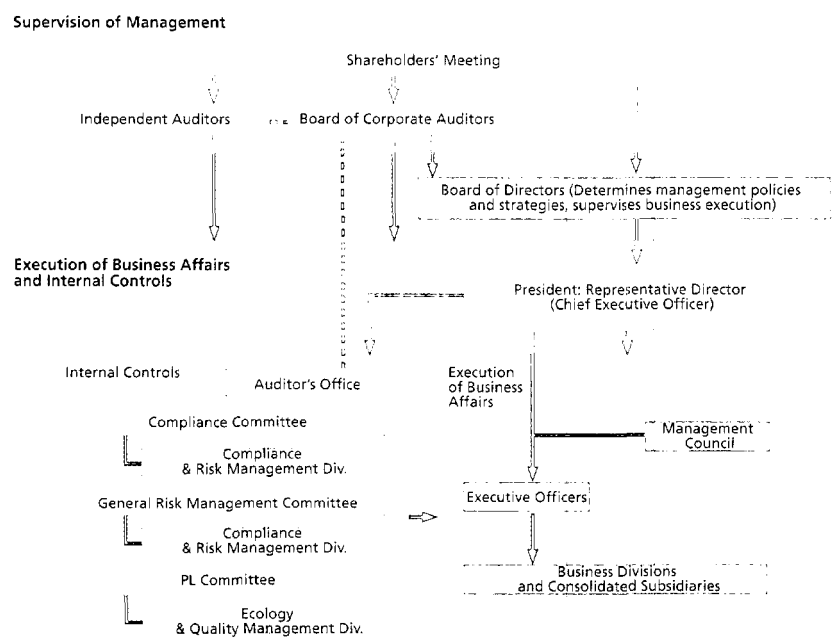 Supervision of Management
Shareholders' Meeting
Independent Auditors
Board of Corporate Auditors
Board of Directors (Determines management policies
and strategies, supervises business execution)
Execution of Business Affairs
and Internal Controls
President: Representative Director
(Chief Executive Officer)
Internal Controls
Auditor's Office
Execution
of Business
Affairs
Compliance Committee
Management
Council
Compliance
& Risk Management Div.
General Risk Management Committee
Executive Officers
Compliance
& Risk Management Div.
PL Committee
Business Divisions
and Consolidated Subsidiaries
Ecology
& Quality Management Div.